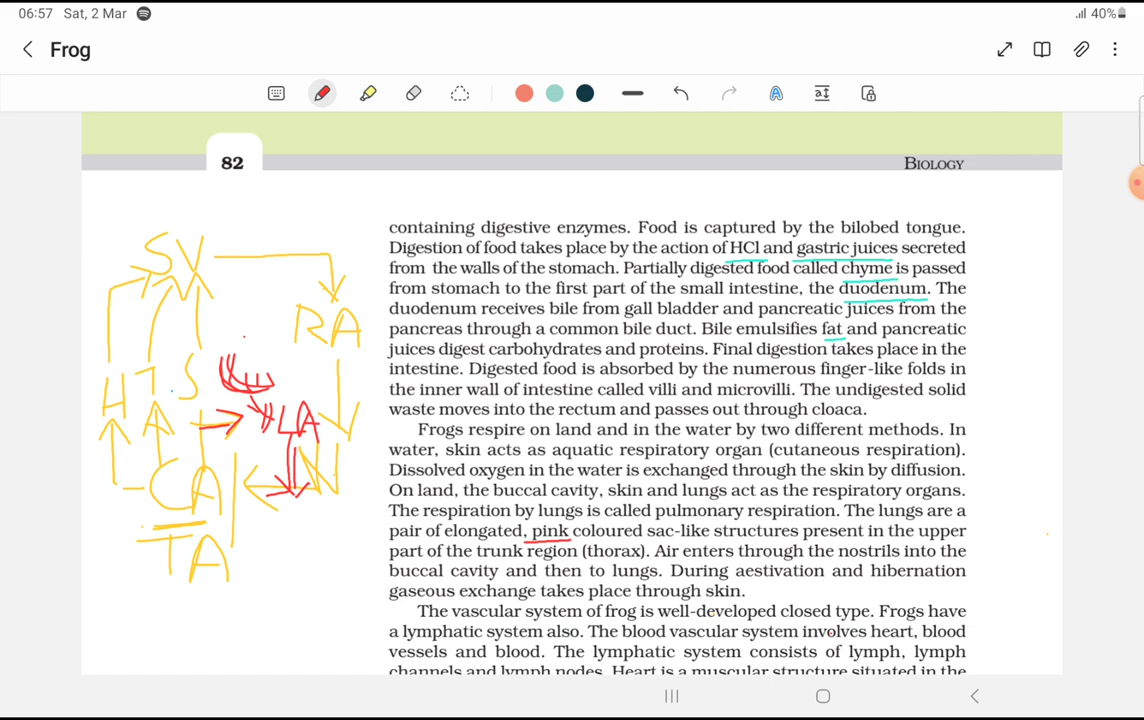 06:57 Sat, 2 Mar
40%
Frog
82
BIOLOGY
SV
RA
H T S
A
LA
CA
TA
containing digestive enzymes. Food is captured by the bilobed tongue.
Digestion of food takes place by the action of HCl and gastric juices secreted
from the walls of the stomach. Partially digested food called chyme is passed
from stomach to the first part of the small intestine, the duodenum. The
duodenum receives bile from gall bladder and pancreatic juices from the
pancreas through a common bile duct. Bile emulsifies fat and pancreatic
juices digest carbohydrates and proteins. Final digestion takes place in the
intestine. Digested food is absorbed by the numerous finger-like folds in
the inner wall of intestine called villi and microvilli. The undigested solid
waste moves into the rectum and passes out through cloaca.
Frogs respire on land and in the water by two different methods. In
water, skin acts as aquatic respiratory organ (cutaneous respiration).
Dissolved oxygen in the water is exchanged through the skin by diffusion.
On land, the buccal cavity, skin and lungs act as the respiratory organs.
The respiration by lungs is called pulmonary respiration. The lungs are a
pair of elongated, pink coloured sac-like structures present in the upper
part of the trunk region (thorax). Air enters through the nostrils into the
buccal cavity and then to lungs. During aestivation and hibernation
gaseous exchange takes place through skin.
The vascular system of frog is well-developed closed type. Frogs have
a lymphatic system also. The blood vascular system involves heart, blood
vessels and blood. The lymphatic system consists of lymph, lymph
channels and lymph nodes. Heart is a muscular structure situated in the